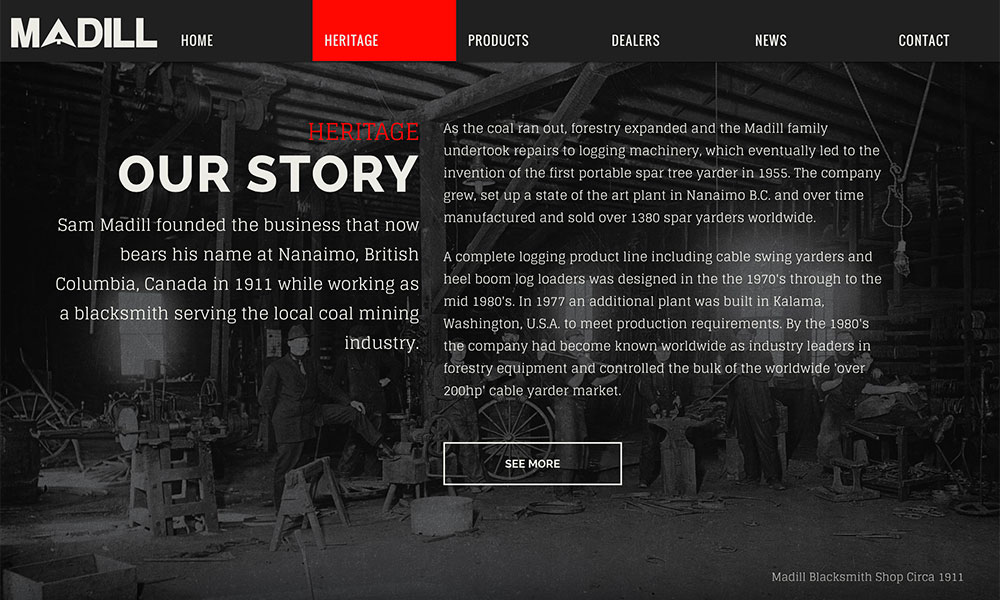 MADILL
HOME
HERITAGE
PRODUCTS
DEALERS
NEWS
CONTACT
HERITAGE
OUR STORY
Sam Madill founded the business that now
bears his name at Nanaimo, British
Columbia, Canada in 1911 while working as
a blacksmith serving the local coal mining
industry.
As the coal ran out, forestry expanded and the Madill family
undertook repairs to logging machinery, which eventually led to the
invention of the first portable spar tree yarder in 1955. The company
grew, set up a state of the art plant in Nanaimo B.C. and over time
manufactured and sold over 1380 spar yarders worldwide.
A complete logging product line including cable swing yarders and
heel boom log loaders was designed in the the 1970's through to the
mid 1980's. In 1977 an additional plant was built in Kalama,
Washington, U.S.A. to meet production requirements. By the 1980's
the company had become known worldwide as industry leaders in
forestry equipment and controlled the bulk of the worldwide 'over
200hp' cable yarder market.
SEE MORE
Madill Blacksmith Shop Circa 1911